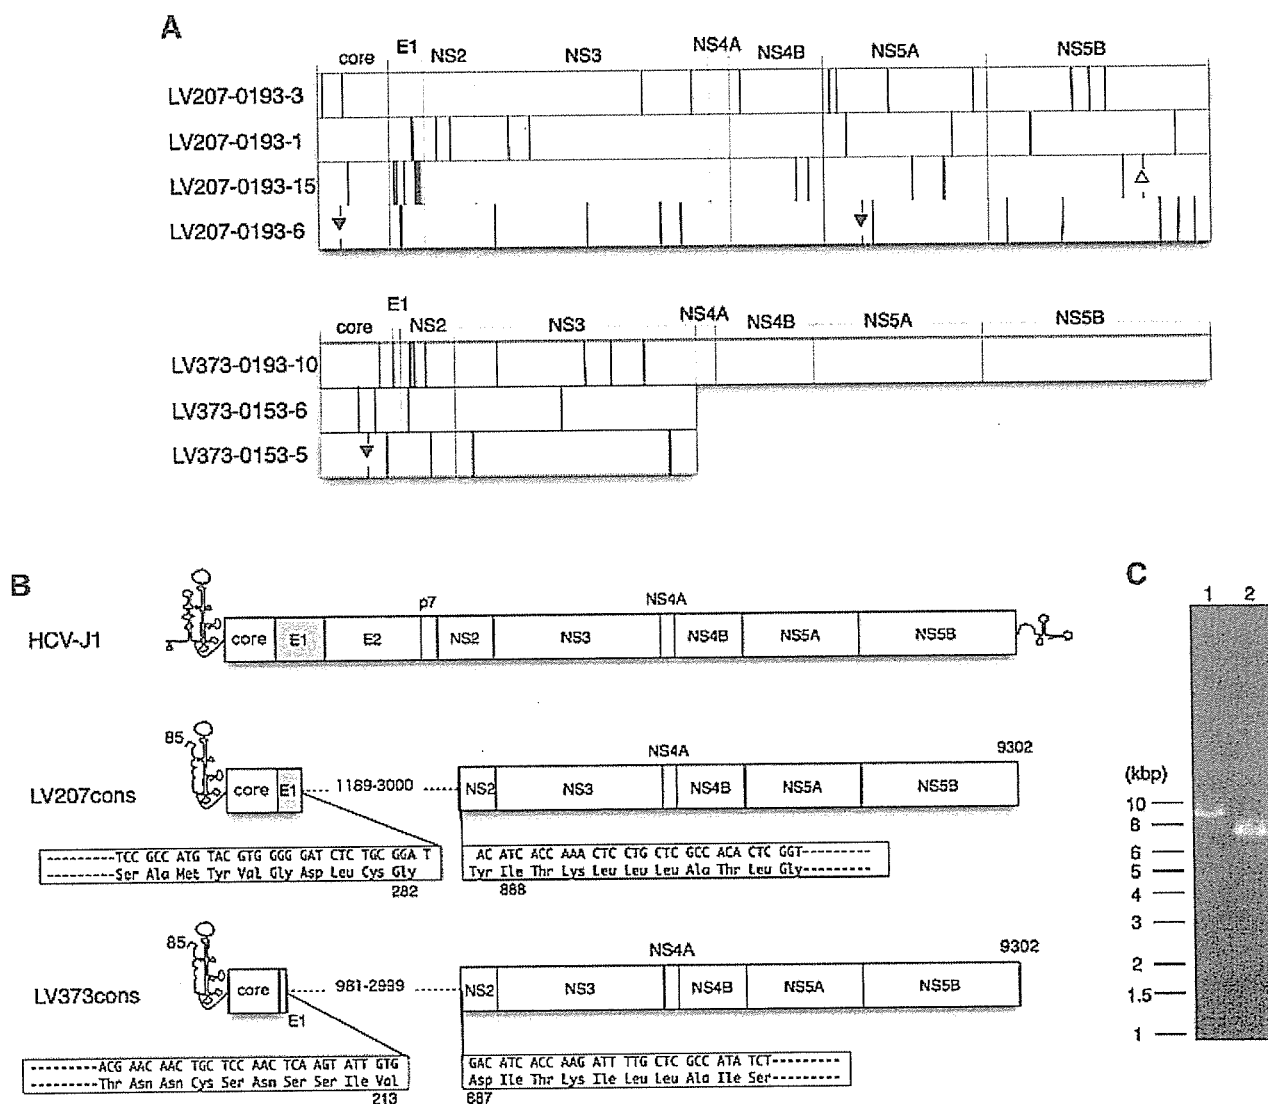 A
core E1 NS2 NS3 NS4A NS4B NS5A NS5B
LV207-0193-3
LV207-0193-1
LV207-0193-15
LV207-0193-6
core E1 NS2 NS3 NS4A NS4B NS5A NS5B
LV373-0193-10
LV373-0153-6
LV373-0153-5
B
HCV-J1
core E1 E2 p7 NS2 NS3 NS4A NS4B NS5A NS5B
LV207cons
85
core E1 1189-3000 NS2 NS3 NS4A NS4B NS5A NS5B
9302
---------TCC GCC ATG TAC GTG GGG GAT CTC TGC GGA T
---------Ser Ala Met Tyr Val Gly Asp Leu Cys Gly
282
AC ATC ACC AAA CTC CTG CTC GCC ACA CTC GGT---------
Tyr Ile Thr Lys Leu Leu Leu Ala Thr Leu Gly---------
888
LV373cons
85
core E1 981-2999 NS2 NS3 NS4A NS4B NS5A NS5B
9302
---------ACG AAC AAC TGC TCC AAC TCA AGT ATT GTG
---------Thr Asn Asn Cys Ser Asn Ser Ser Ile Val
213
GAC ATC ACC AAG ATT TTG CTC GCC ATA TCT---------
Asp Ile Thr Lys Ile Leu Leu Ala Ile Ser---------
887
C
1 2
(kbp)
10
8
6
5
4
3
2
1.5
1